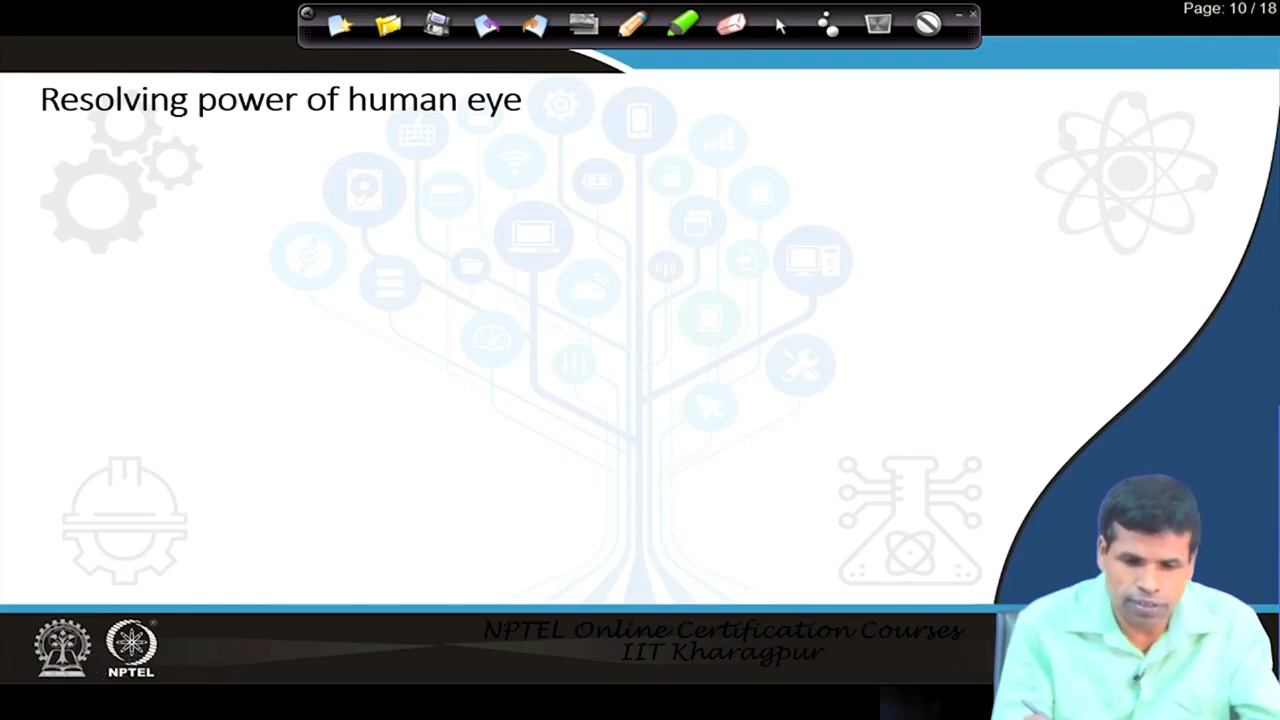 Page: 10 / 18
Resolving power of human eye
NPTEL Online Certification Courses
IIT Kharagpur
NPTEL